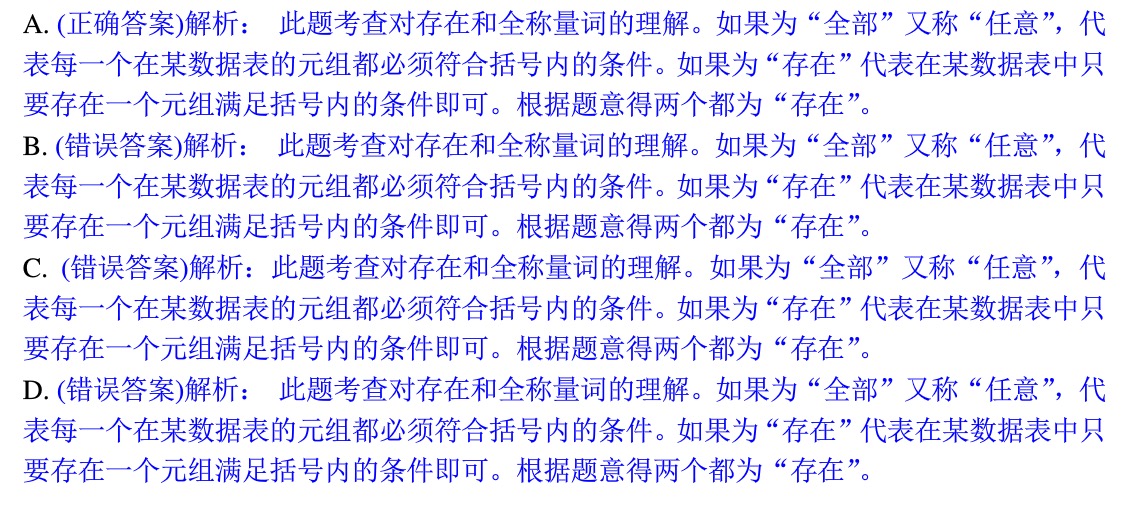 A. (正确答案)解析： 此题考查对存在和全称量词的理解。如果为“全部”又称“任意”，代
表每一个在某数据表的元组都必须符合括号内的条件。如果为“存在”代表在某数据表中只
要存在一个元组满足括号内的条件即可。根据题意得两个都为“存在”。
B. (错误答案)解析： 此题考查对存在和全称量词的理解。如果为“全部”又称“任意”，代
表每一个在某数据表的元组都必须符合括号内的条件。如果为“存在”代表在某数据表中只
要存在一个元组满足括号内的条件即可。根据题意得两个都为“存在”。
C. (错误答案)解析：此题考查对存在和全称量词的理解。如果为“全部”又称“任意”，代
表每一个在某数据表的元组都必须符合括号内的条件。如果为“存在”代表在某数据表中只
要存在一个元组满足括号内的条件即可。根据题意得两个都为“存在”。
D. (错误答案)解析： 此题考查对存在和全称量词的理解。如果为“全部”又称“任意”，代
表每一个在某数据表的元组都必须符合括号内的条件。如果为“存在”代表在某数据表中只
要存在一个元组满足括号内的条件即可。根据题意得两个都为“存在”。